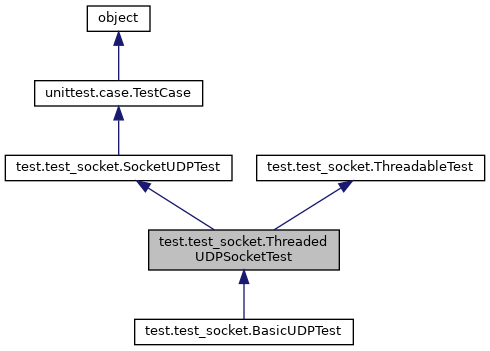 object
unittest.case.TestCase
test.test_socket.SocketUDPTest
test.test_socket.ThreadableTest
test.test_socket.Threaded
UDPSocketTest
test.test_socket.BasicUDPTest